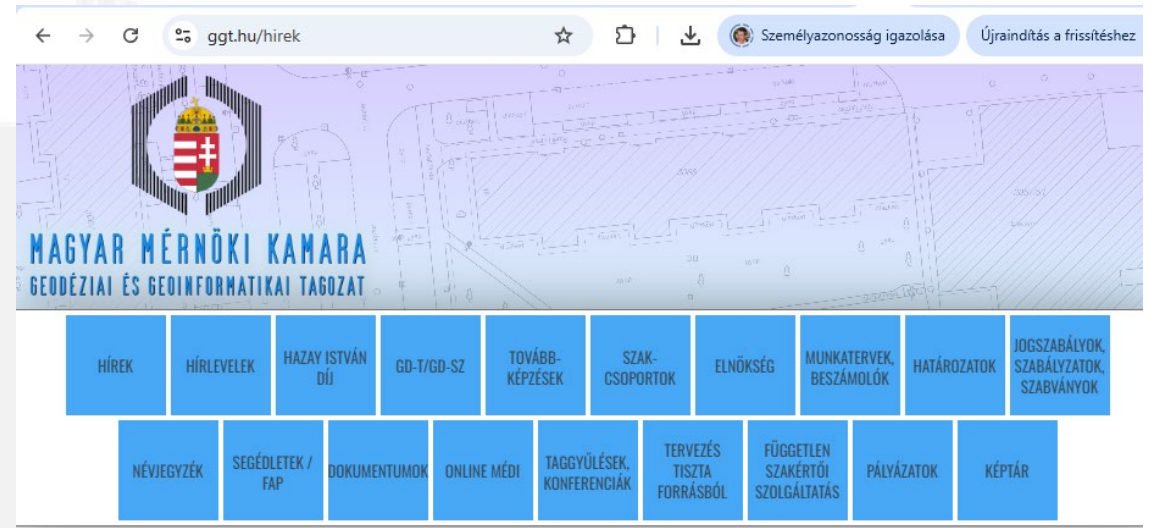 ggt.hu/hirek
Személyazonosság igazolása
Újraindítás a frissítéshez
MAGYAR MÉRNÖKI KAMARA
GEODÉZIAI ÉS GEOINFORMATIKAI TAGOZAT
HÍREK
HÍRLEVELEK
HAZAY ISTVÁN
DÍJ
GD-T/GD-SZ
TOVÁBB-
KÉPZÉSEK
SZAK-
CSOPORTOK
ELNÖKSÉG
MUNKATERVEK,
BESZÁMOLÓK
HATÁROZATOK
JOGSZABÁLYOK,
SZABÁLYZATOK,
SZABVÁNYOK
NÉVJEGYZÉK
SEGÉDLETEK /
FAP
DOKUMENTUMOK
ONLINE MÉDI
TAGGYŰLÉSEK,
KONFERENCIÁK
TERVEZÉS
TISZTA
FORRÁSBÓL
FÜGGETLEN
SZAKÉRTŐI
SZOLGÁLTATÁS
PÁLYÁZATOK
KÉPTÁR